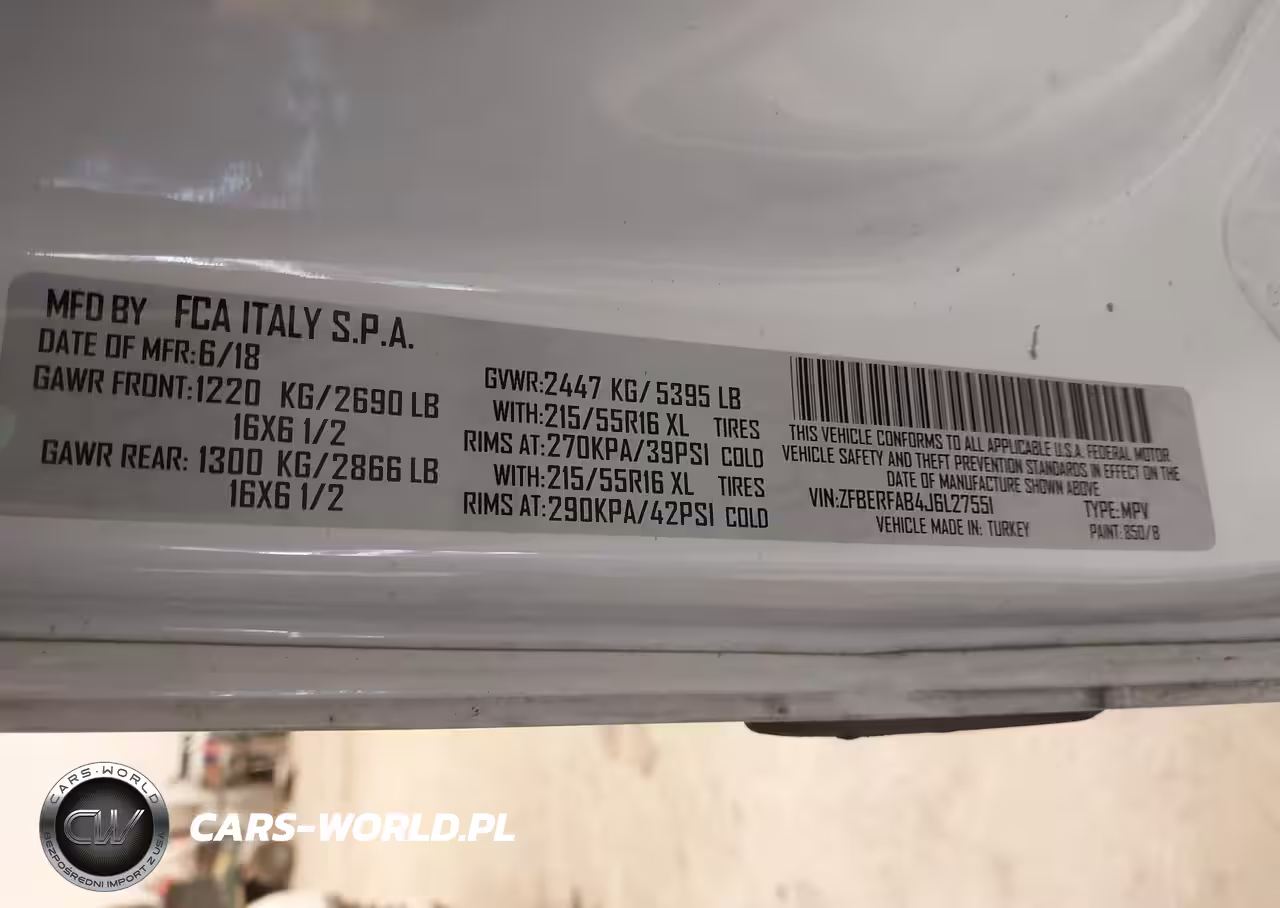 MFD BY FCA ITALY S.P.A.
DATE OF MFR:6/18
GAWR FRONT:1220 KG/2690 LB
16X6 1/2
GAWR REAR: 1300 KG/2866 LB
16X6 1/2
GVWR:2447 KG/ 5395 LB
WITH:215/55R16 XL TIRES
RIMS AT:270KPA/39PSI COLD
WITH:215/55R16 XL TIRES
RIMS AT:290KPA/42PSI COLD
THIS VEHICLE CONFORMS TO ALL APPLICABLE U.S.A. FEDERAL MOTOR
VEHICLE SAFETY AND THEFT PREVENTION STANDARDS IN EFFECT ON THE
DATE OF MANUFACTURE SHOWN ABOVE
VIN:ZFBERFAB4J6L27551 TYPE:MPV
VEHICLE MADE IN: TURKEY PAINT: 850/B
CARS-WORLD
CW
BEZPOŚREDNI IMPORT Z USA
CARS-WORLD.PL